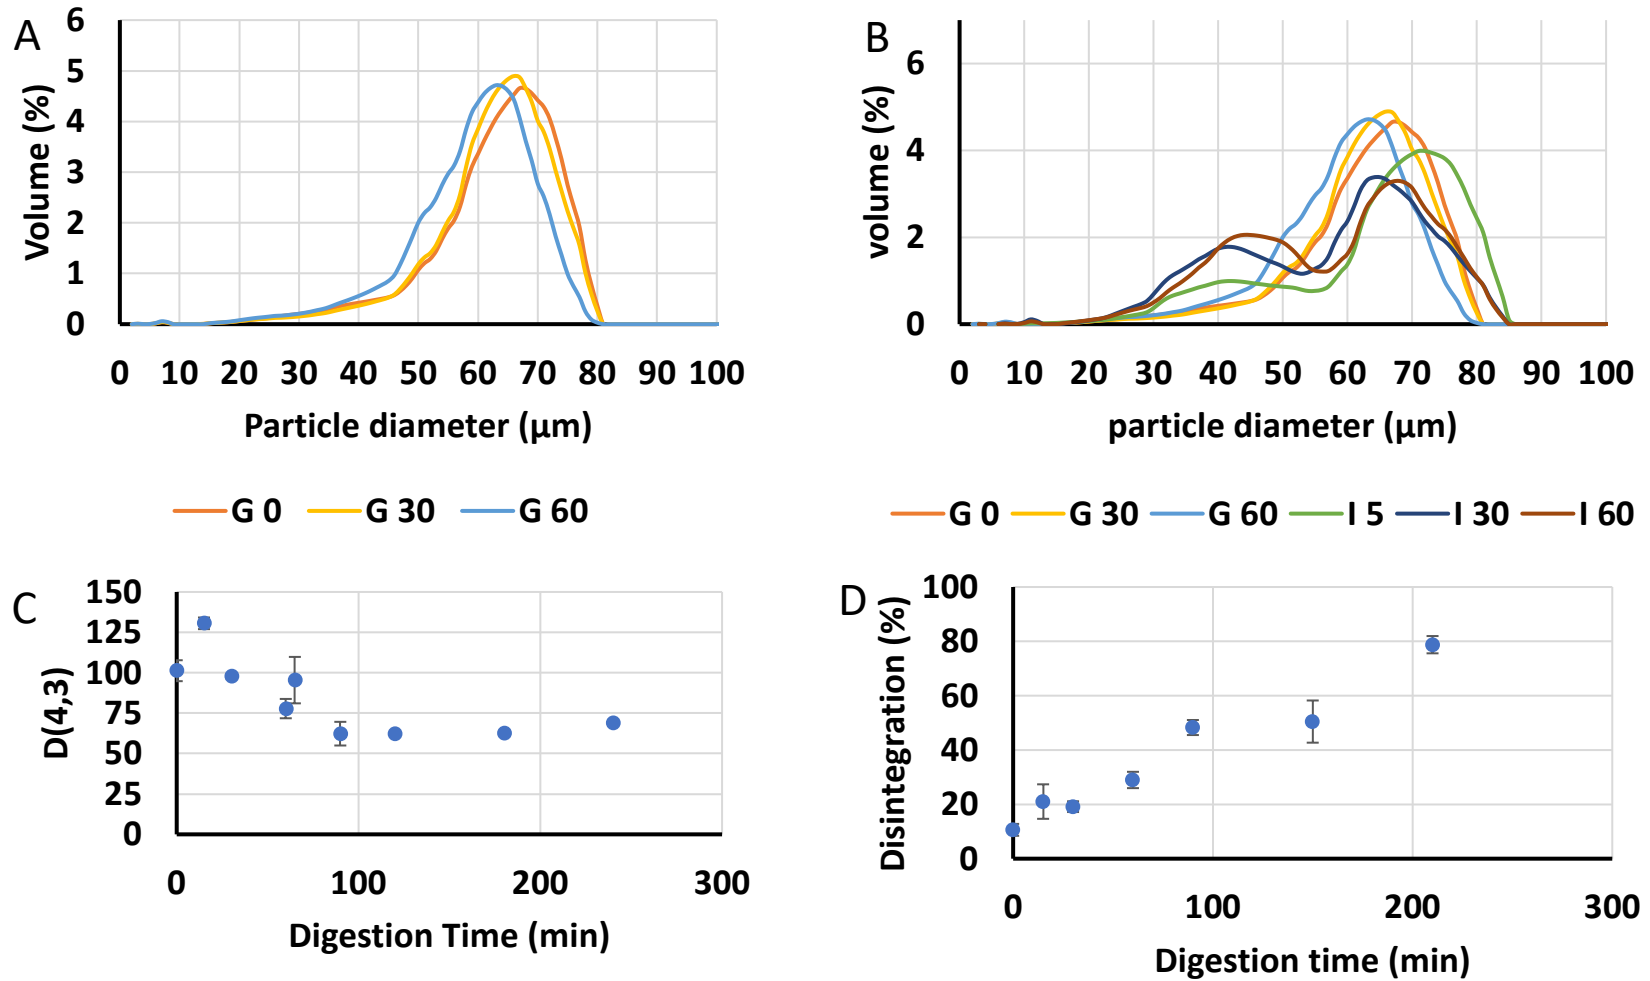 A
Volume (%)
6
5
4
3
2
1
0
0 10 20 30 40 50 60 70 80 90 100
Particle diameter (μm)
G 0 G 30 G 60
B
volume (%)
6
4
2
0
0 10 20 30 40 50 60 70 80 90 100
particle diameter (μm)
G 0 G 30 G 60 I 5 I 30 I 60
C
D(4,3)
150
125
100
75
50
25
0
0 100 200 300
Digestion Time (min)
D
Disintegration (%)
100
80
60
40
20
0
0 100 200 300
Digestion time (min)